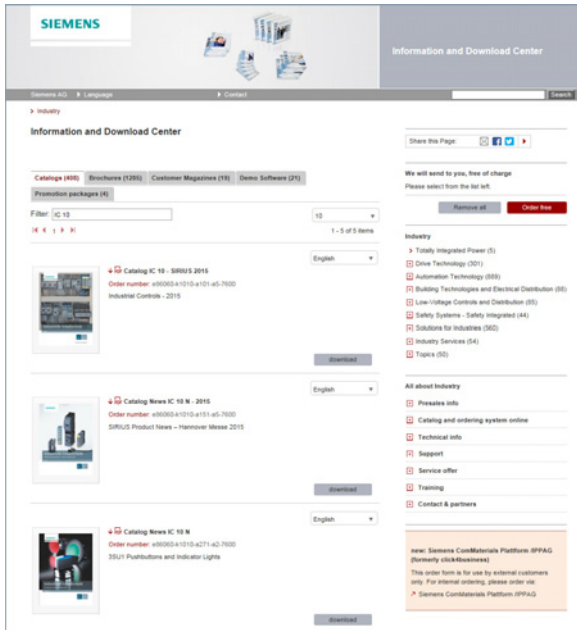 SIEMENS
Information and Download Center
Siemens AG Language Contact Search
Industry
Information and Download Center
Catalogs (400) Brochures (1205) Customer Magazines (19) Demo Software (21)
Promotion packages (4)
Filter: IC 10
10
1
1 - 5 of 5 items
English
Catalog IC 10 - SIRIUS 2015
Order number: e86060-k1010-a101-a5-7600
Industrial Controls - 2015
download
English
Catalog News IC 10 N - 2015
Order number: e86060-k1010-a151-a5-7600
SIRIUS Product News – Hannover Messe 2015
download
English
Catalog News IC 10 N
Order number: e86060-k1010-a271-a2-7600
3SU1 Pushbuttons and Indicator Lights
download
Share this Page:
We will send to you, free of charge
Please select from the list left.
Remove all Order free
Industry
Totally Integrated Power (5)
Drive Technology (301)
Automation Technology (889)
Building Technologies and Electrical Distribution (88)
Low-Voltage Controls and Distribution (85)
Safety Systems - Safety Integrated (44)
Solutions for Industries (560)
Industry Services (54)
Topics (50)
All about Industry
Presales info
Catalog and ordering system online
Technical info
Support
Service offer
Training
Contact & partners
new: Siemens ComMaterials Plattform /IPPAG
(formerly click4business)
This order form is for use by external customers
only. For internal ordering, please order via:
Siemens ComMaterials Plattform /IPPAG